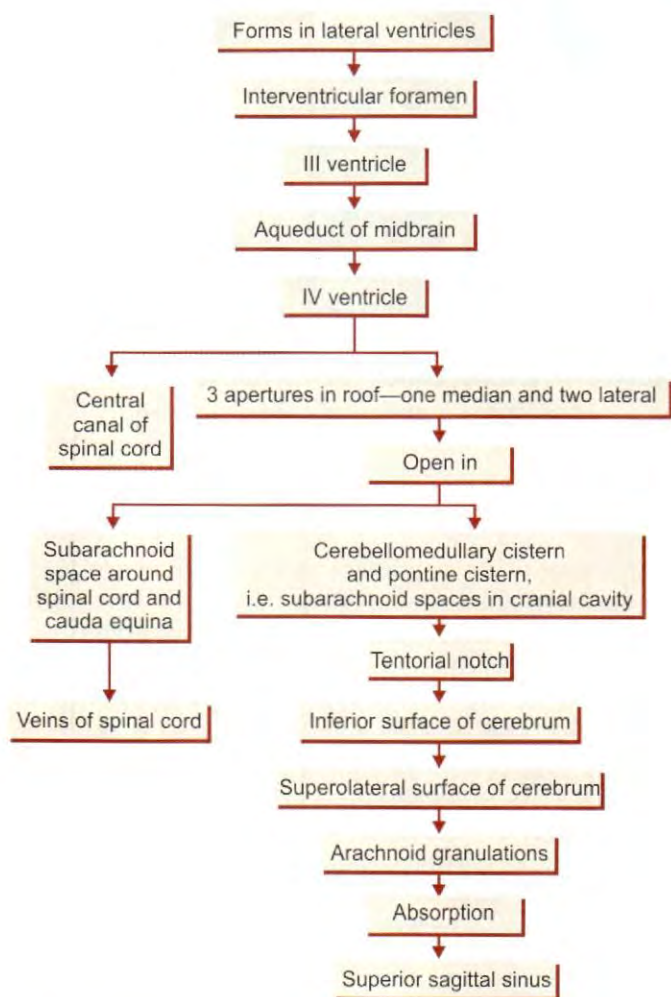 Forms in lateral ventricles
Interventricular foramen
III ventricle
Aqueduct of midbrain
IV ventricle
Central
canal of
spinal cord
3 apertures in roof—one median and two lateral
Open in
Subarachnoid
space around
spinal cord and
cauda equina
Cerebellomedullary cistern
and pontine cistern,
i.e. subarachnoid spaces in cranial cavity
Veins of spinal cord
Tentorial notch
Inferior surface of cerebrum
Superolateral surface of cerebrum
Arachnoid granulations
Absorption
Superior sagittal sinus